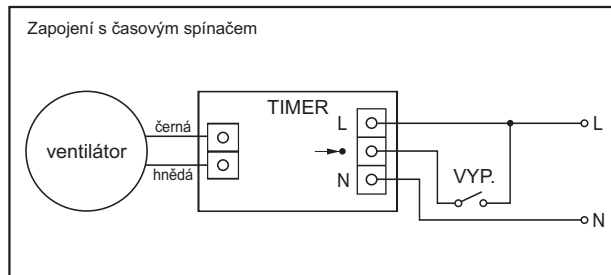 Zapojení s časovým spínačem
TIMER
černá
L
L
ventilátor
hnědá
N
VYP.
N